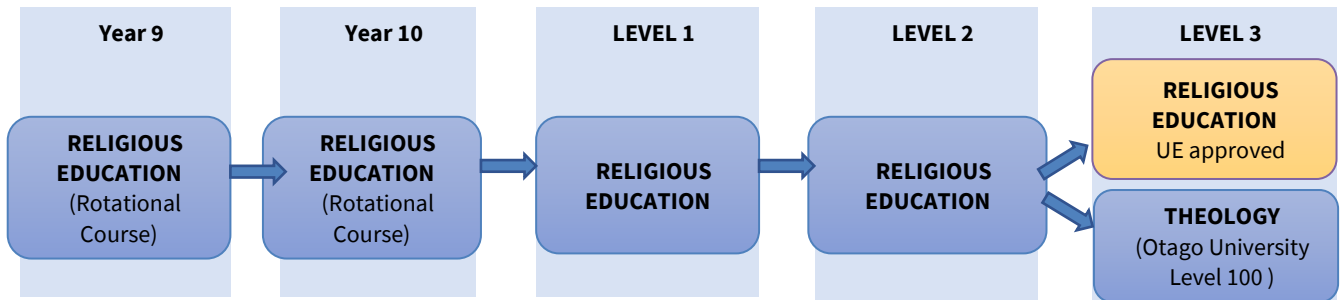 Year 9
Year 10
LEVEL 1
LEVEL 2
LEVEL 3
RELIGIOUS
EDUCATION
(Rotational
Course)
RELIGIOUS
EDUCATION
(Rotational
Course)
RELIGIOUS
EDUCATION
RELIGIOUS
EDUCATION
RELIGIOUS
EDUCATION
UE approved
THEOLOGY
(Otago University
Level 100 )